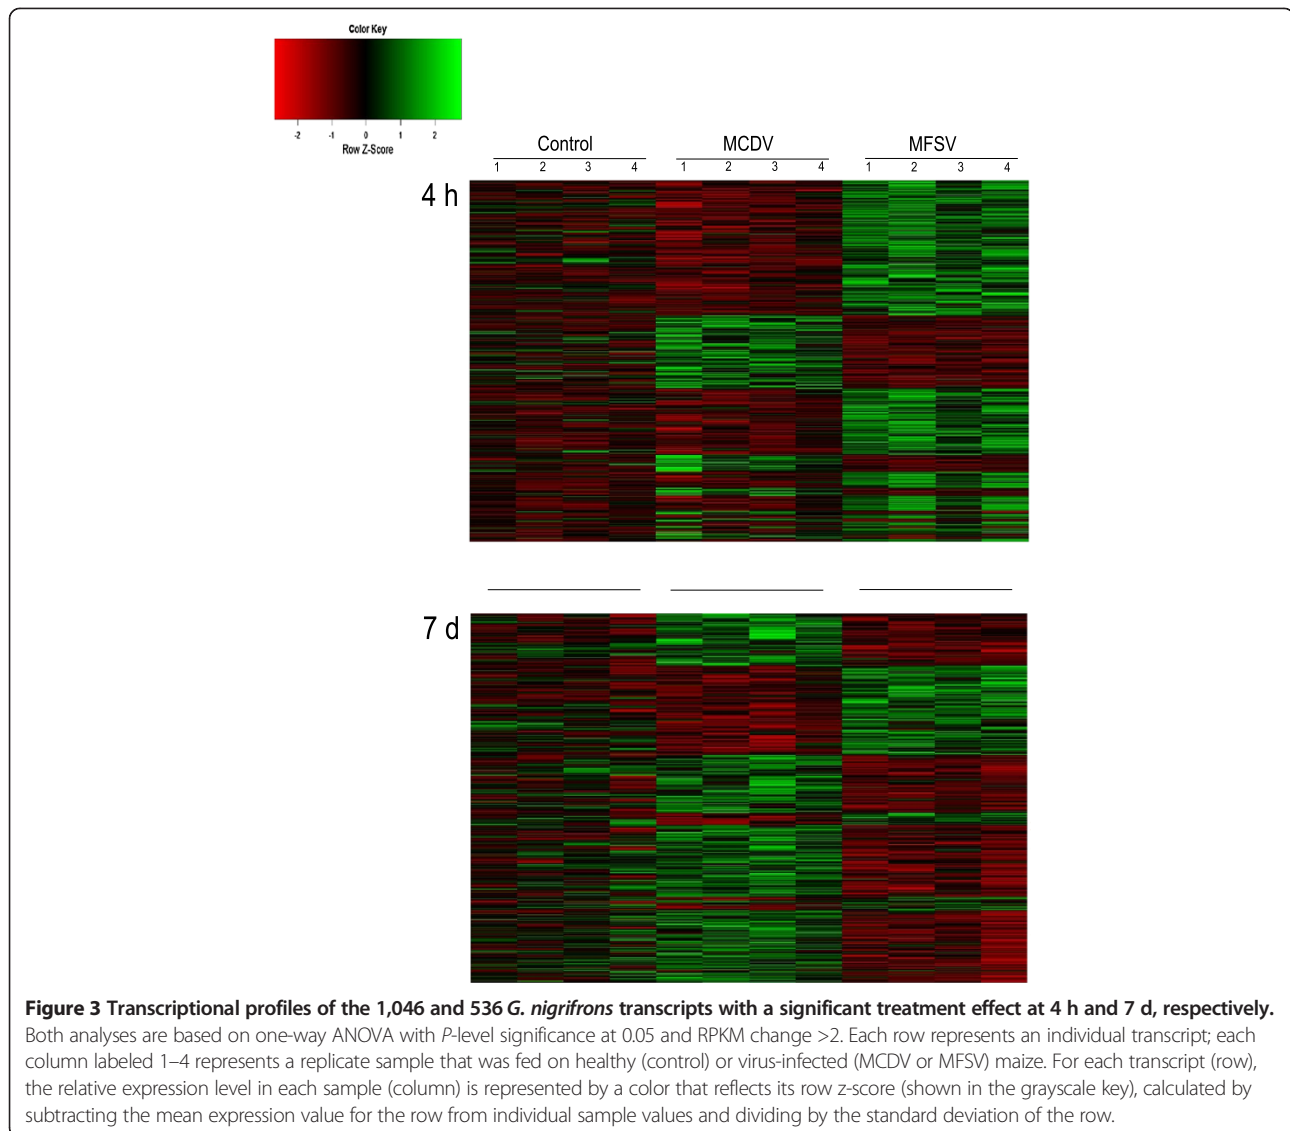 Color Key
-2 -1 0 1 2
Row Z-Score
Control MCDV MFSV
1 2 3 4 1 2 3 4 1 2 3 4
4 h
7 d
Figure 3 Transcriptional profiles of the 1,046 and 536 G. nigrifrons transcripts with a significant treatment effect at 4 h and 7 d, respectively.
Both analyses are based on one-way ANOVA with P-level significance at 0.05 and RPKM change >2. Each row represents an individual transcript; each
column labeled 1–4 represents a replicate sample that was fed on healthy (control) or virus-infected (MCDV or MFSV) maize. For each transcript (row),
the relative expression level in each sample (column) is represented by a color that reflects its row z-score (shown in the grayscale key), calculated by
subtracting the mean expression value for the row from individual sample values and dividing by the standard deviation of the row.